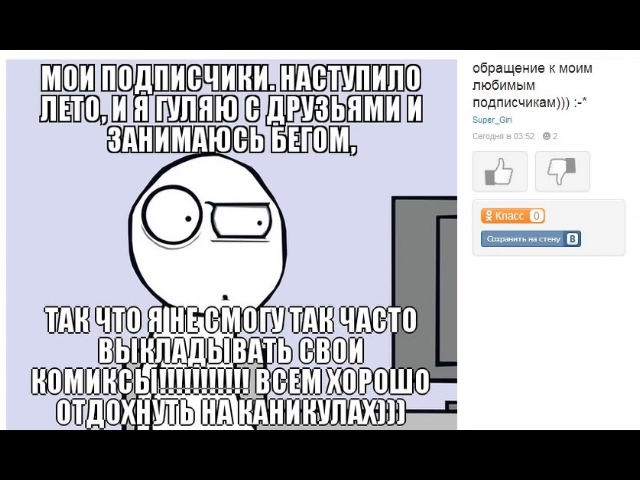 МОИ ПОДПИСЧИКИ. НАСТУПИЛО
ЛЕТО, И Я ГУЛЯЮ С ДРУЗЬЯМИ И
ЗАНИМАЮСЬ БЕГОМ,
ТАК ЧТО Я НЕ СМОГУ ТАК ЧАСТО
ВЫКЛАДЫВАТЬ СВОИ
КОМИКСЫ!!!!!!!!!!! ВСЕМ ХОРОШО
ОТДОХНУТЬ НА КАНИКУЛАХ)))
обращение к моим
любимым
подписчикам))) :-*
Super_Girl
Сегодня в 03:52 2
Класс 0
Сохранить на стену В